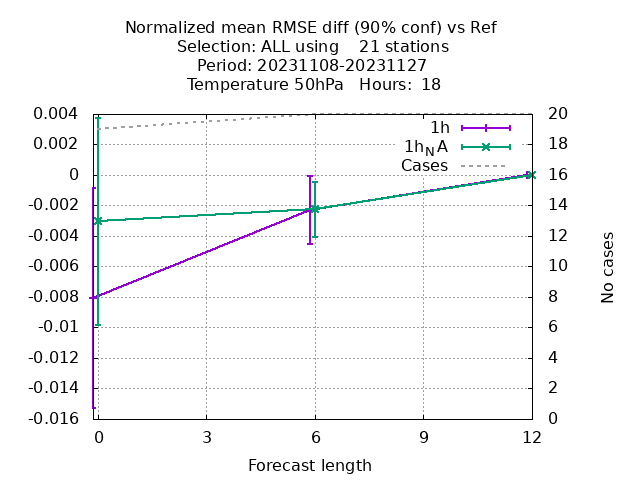 Normalized mean RMSE diff (90% conf) vs Ref
Selection: ALL using 21 stations
Period: 20231108-20231127
Temperature 50hPa Hours: 18
0.004
0.002
0
-0.002
-0.004
-0.006
-0.008
-0.01
-0.012
-0.014
-0.016
1h
1hNA
Cases
20
18
16
14
12
10
8
6
4
2
0
No cases
0 3 6 9 12
Forecast length